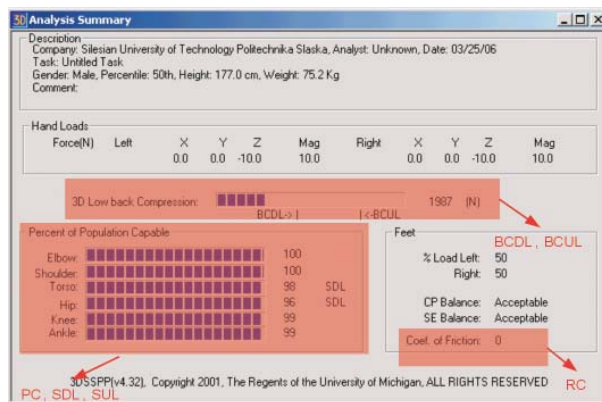 3D Analysis Summary
Description
Company: Silesian University of Technology Politechnika Slaska, Analyst: Unknown, Date: 03/25/06
Task: Untitled Task
Gender: Male, Percentile: 50th, Height: 177.0 cm, Weight: 75.2 Kg
Comment:
Hand Loads
Force(N) Left X Y Z Mag Right X Y Z Mag
0.0 0.0 -10.0 10.0 0.0 0.0 -10.0 10.0
3D Low back Compression: 1987 (N)
BCDL-> | | <-BCUL
BCDL, BCUL
Percent of Population Capable
Elbow: 100
Shoulder: 100
Torso: 98 SDL
Hip: 96 SDL
Knee: 99
Ankle: 99
Feet
% Load Left: 50
Right: 50
CP Balance: Acceptable
SE Balance: Acceptable
Coef. of Friction: 0
3DSSPP(v4.32), Copyright 2001, The Regents of the University of Michigan, ALL RIGHTS RESERVED
PC, SDL, SUL
RC